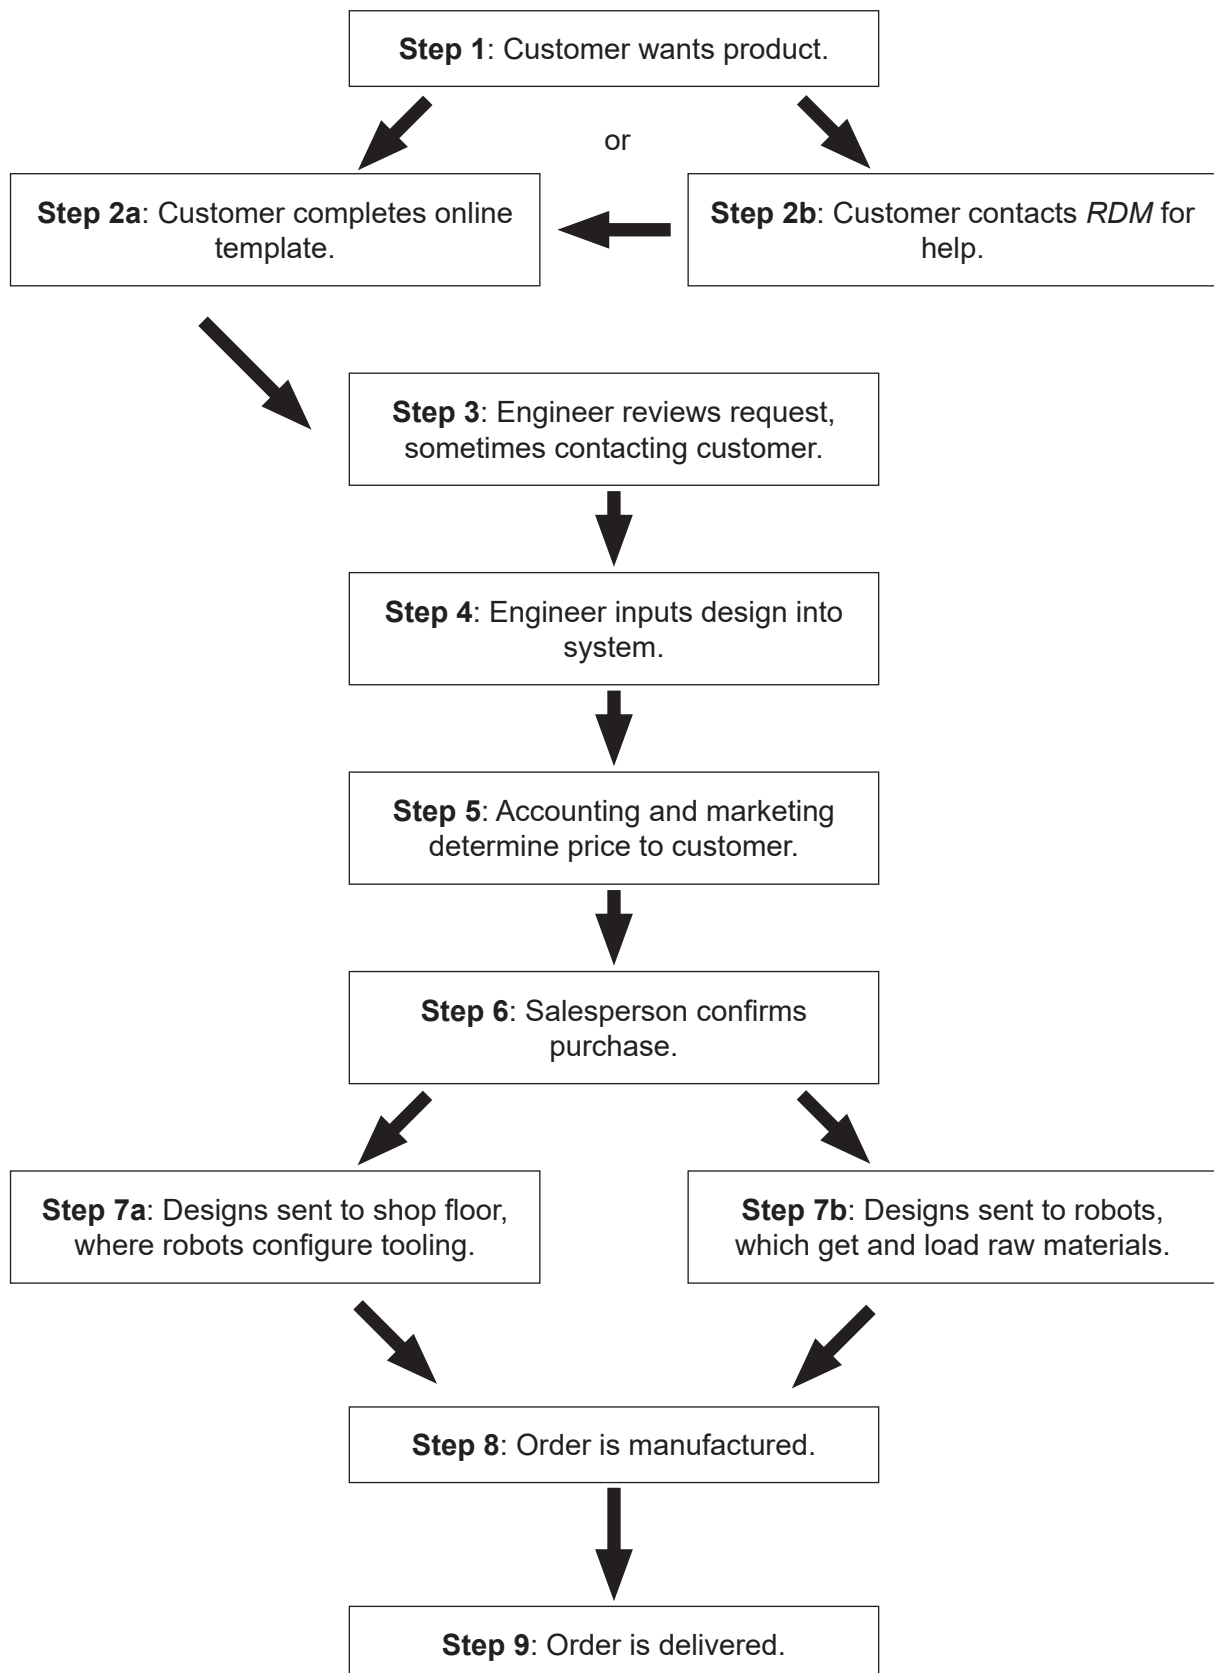 Step 1: Customer wants product.
or
Step 2a: Customer completes online
template.
Step 2b: Customer contacts RDM for
help.
Step 3: Engineer reviews request,
sometimes contacting customer.
Step 4: Engineer inputs design into
system.
Step 5: Accounting and marketing
determine price to customer.
Step 6: Salesperson confirms
purchase.
Step 7a: Designs sent to shop floor,
where robots configure tooling.
Step 7b: Designs sent to robots,
which get and load raw materials.
Step 8: Order is manufactured.
Step 9: Order is delivered.